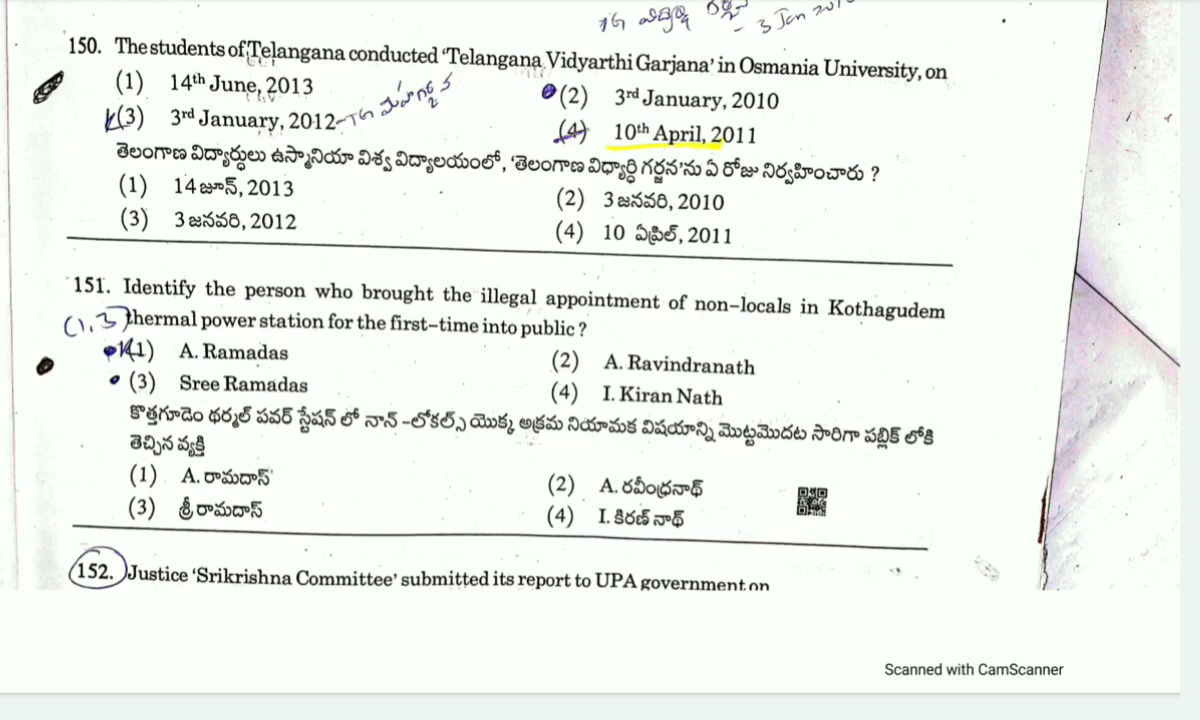 TG విద్యార్థి గర్జన
- 3 Jan
150. The students of Telangana conducted ‘Telangana Vidyarthi Garjana’ in Osmania University, on
(1) 14th June, 2013 (2) 3rd January, 2010
(3) 3rd January, 2012 - TG (4) 10th April, 2011
తెలంగాణ విద్యార్థులు ఉస్మానియా విశ్వ విద్యాలయంలో, ‘తెలంగాణ విద్యార్థి గర్జన’ను ఏ రోజు నిర్వహించారు ?
(1) 14 జూన్, 2013 (2) 3 జనవరి, 2010
(3) 3 జనవరి, 2012 (4) 10 ఏప్రిల్, 2011
151. Identify the person who brought the illegal appointment of non-locals in Kothagudem
(1,3) thermal power station for the first-time into public ?
(1) A. Ramadas (2) A. Ravindranath
(3) Sree Ramadas (4) I. Kiran Nath
కొత్తగూడెం థర్మల్ పవర్ స్టేషన్ లో నాన్ -లోకల్స్ యొక్క అక్రమ నియామక విషయాన్ని మొట్టమొదట సారిగా పబ్లిక్ లోకి
తెచ్చిన వ్యక్తి
(1) A. రామదాస్ (2) A. రవీంద్రనాథ్
(3) శ్రీ రామదాస్ (4) I. కిరణ్ నాథ్
152. Justice ‘Srikrishna Committee’ submitted its report to UPA government on
Scanned with CamScanner